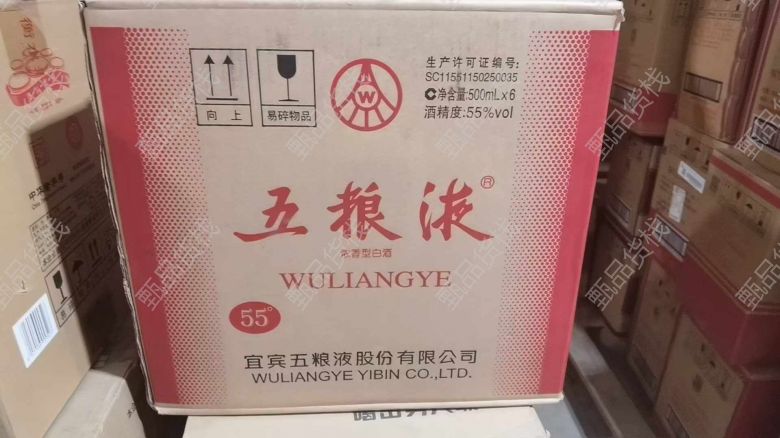 向上
易碎物品
W
生产许可证编号:
SC11551150250035
净含量:500mL×6
酒精度:55%vol
五粮液®
浓香型白酒
WULIANGYE
55°
宜宾五粮液股份有限公司
WULIANGYE YIBIN CO.,LTD.
甄品货栈